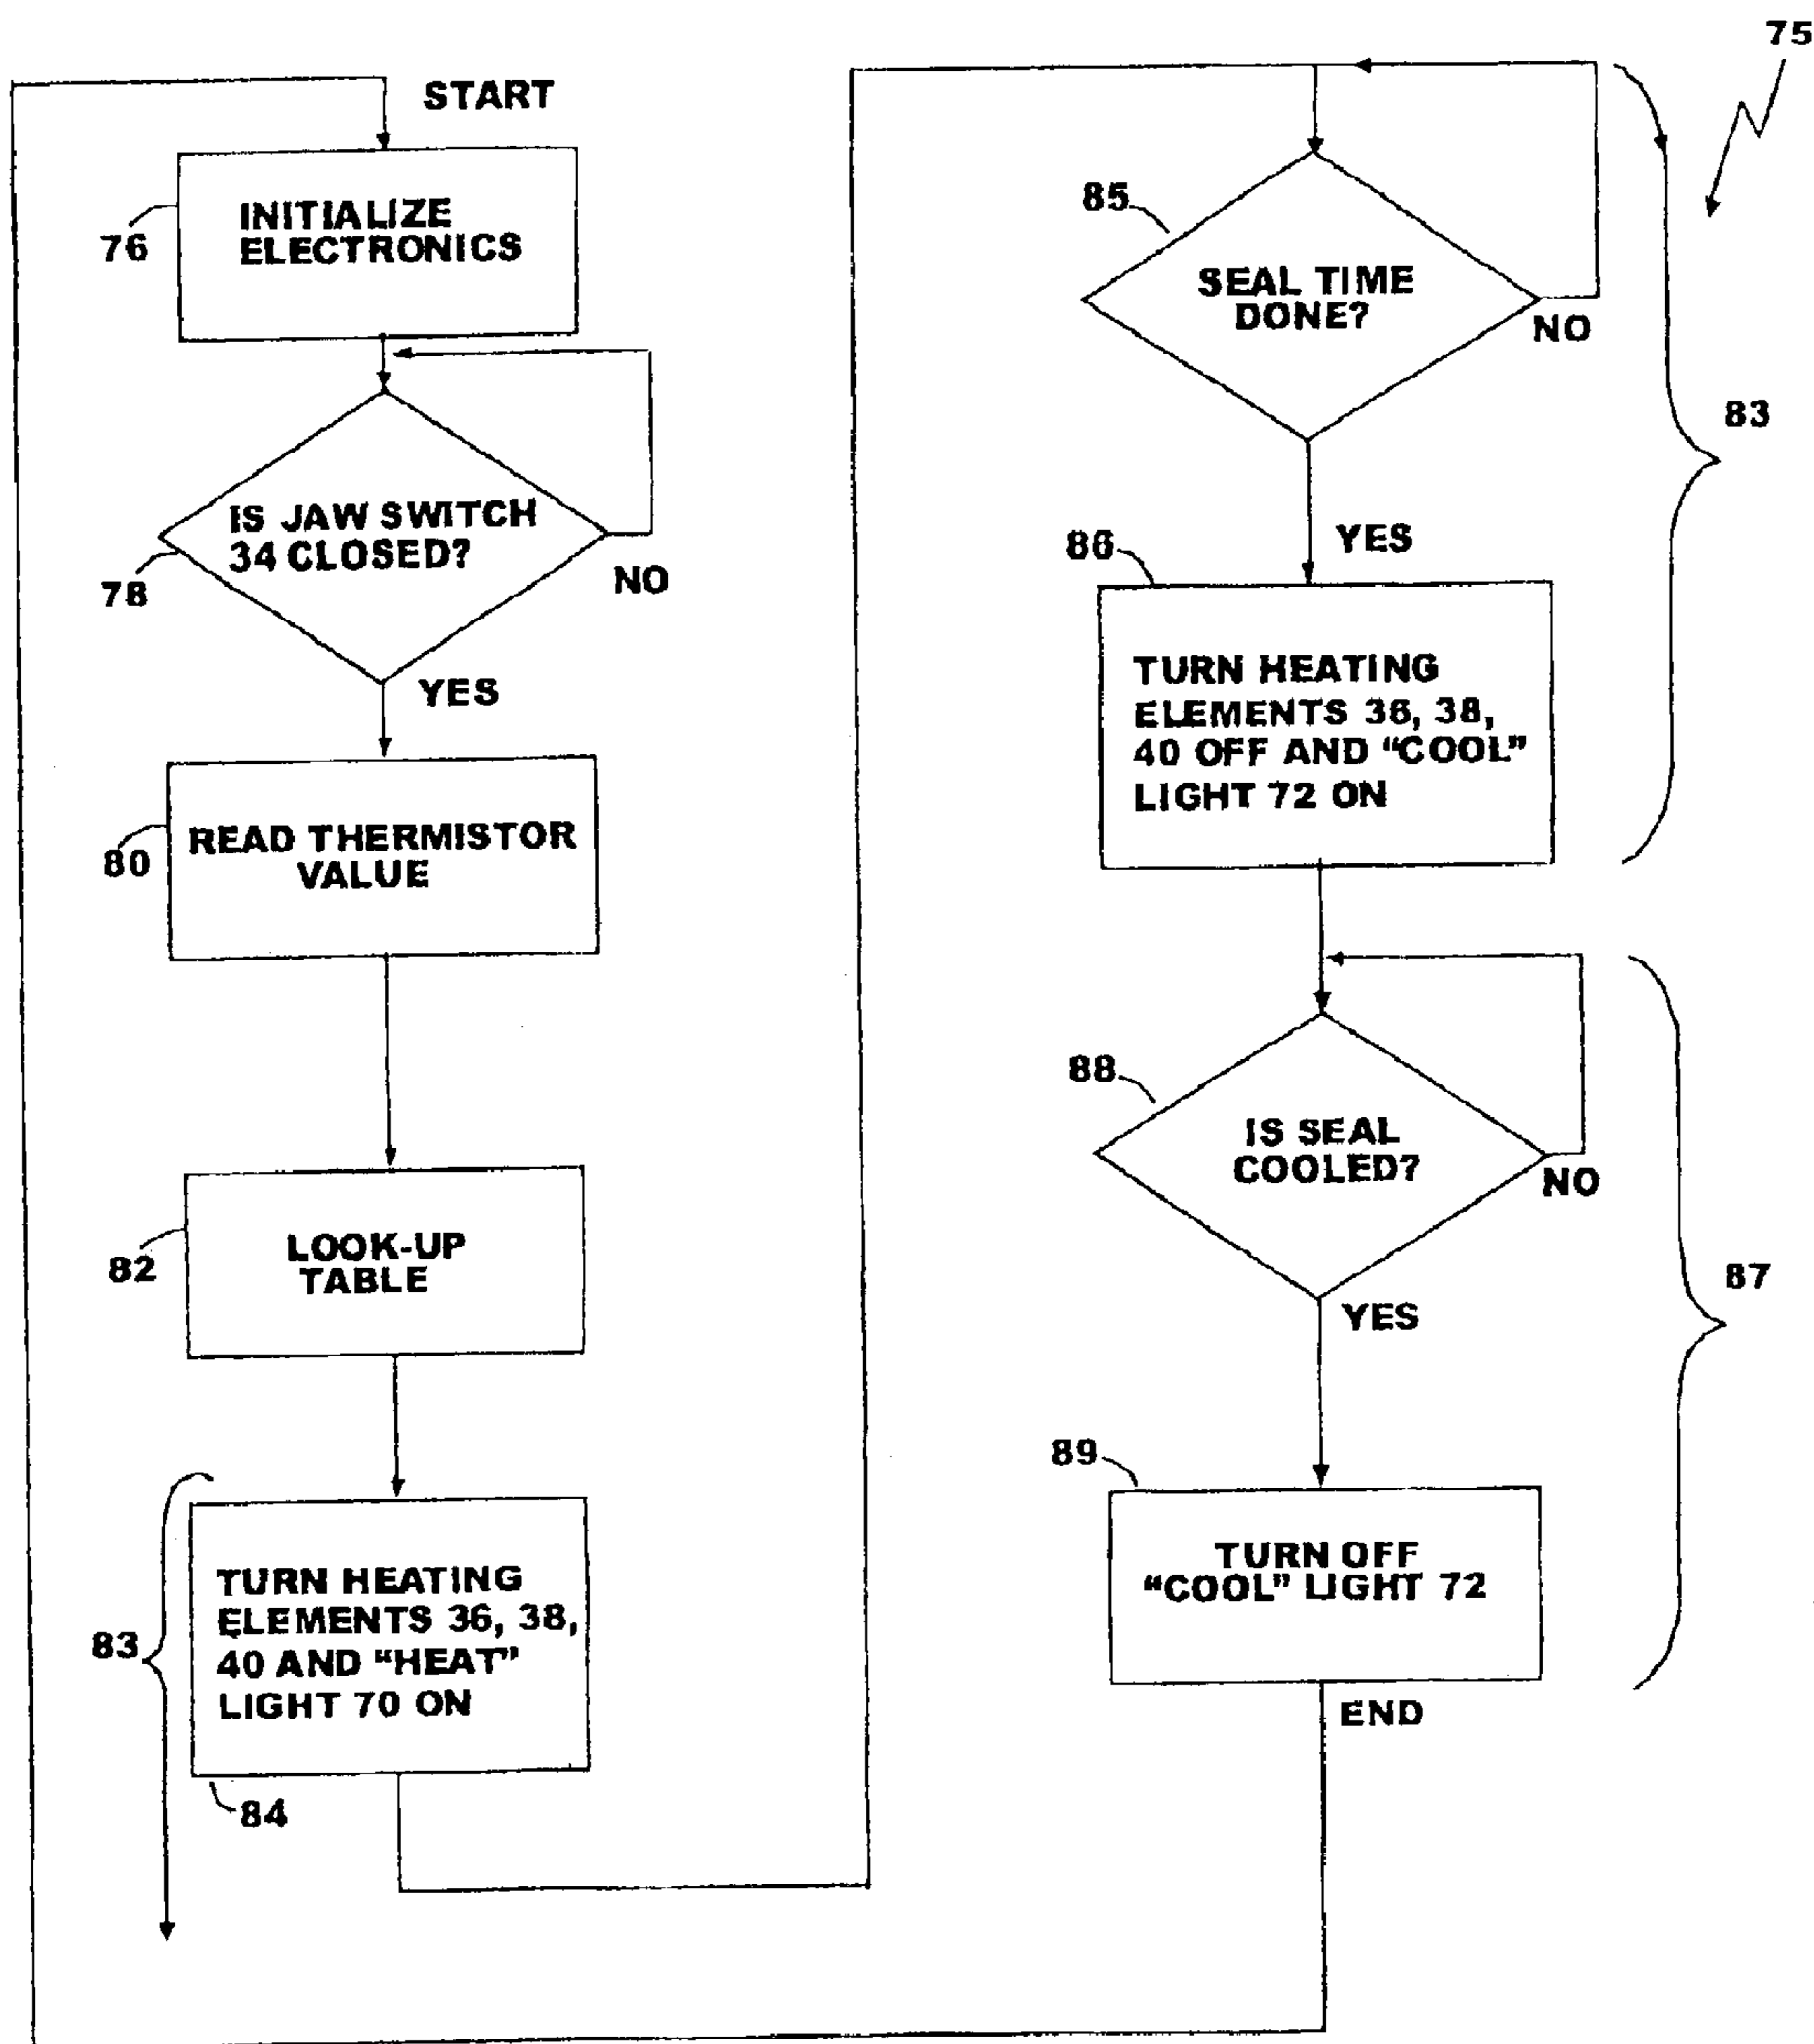 START
INITIALIZE
ELECTRONICS
76
IS JAW SWITCH
34 CLOSED?
78
NO
YES
READ THERMISTOR
VALUE
80
LOOK-UP
TABLE
82
83
TURN HEATING
ELEMENTS 36, 38,
40 AND “HEAT”
LIGHT 70 ON
84
75
85
SEAL TIME
DONE?
NO
83
YES
86
TURN HEATING
ELEMENTS 36, 38,
40 OFF AND “COOL”
LIGHT 72 ON
88
IS SEAL
COOLED?
NO
87
YES
89
TURN OFF
“COOL” LIGHT 72
END